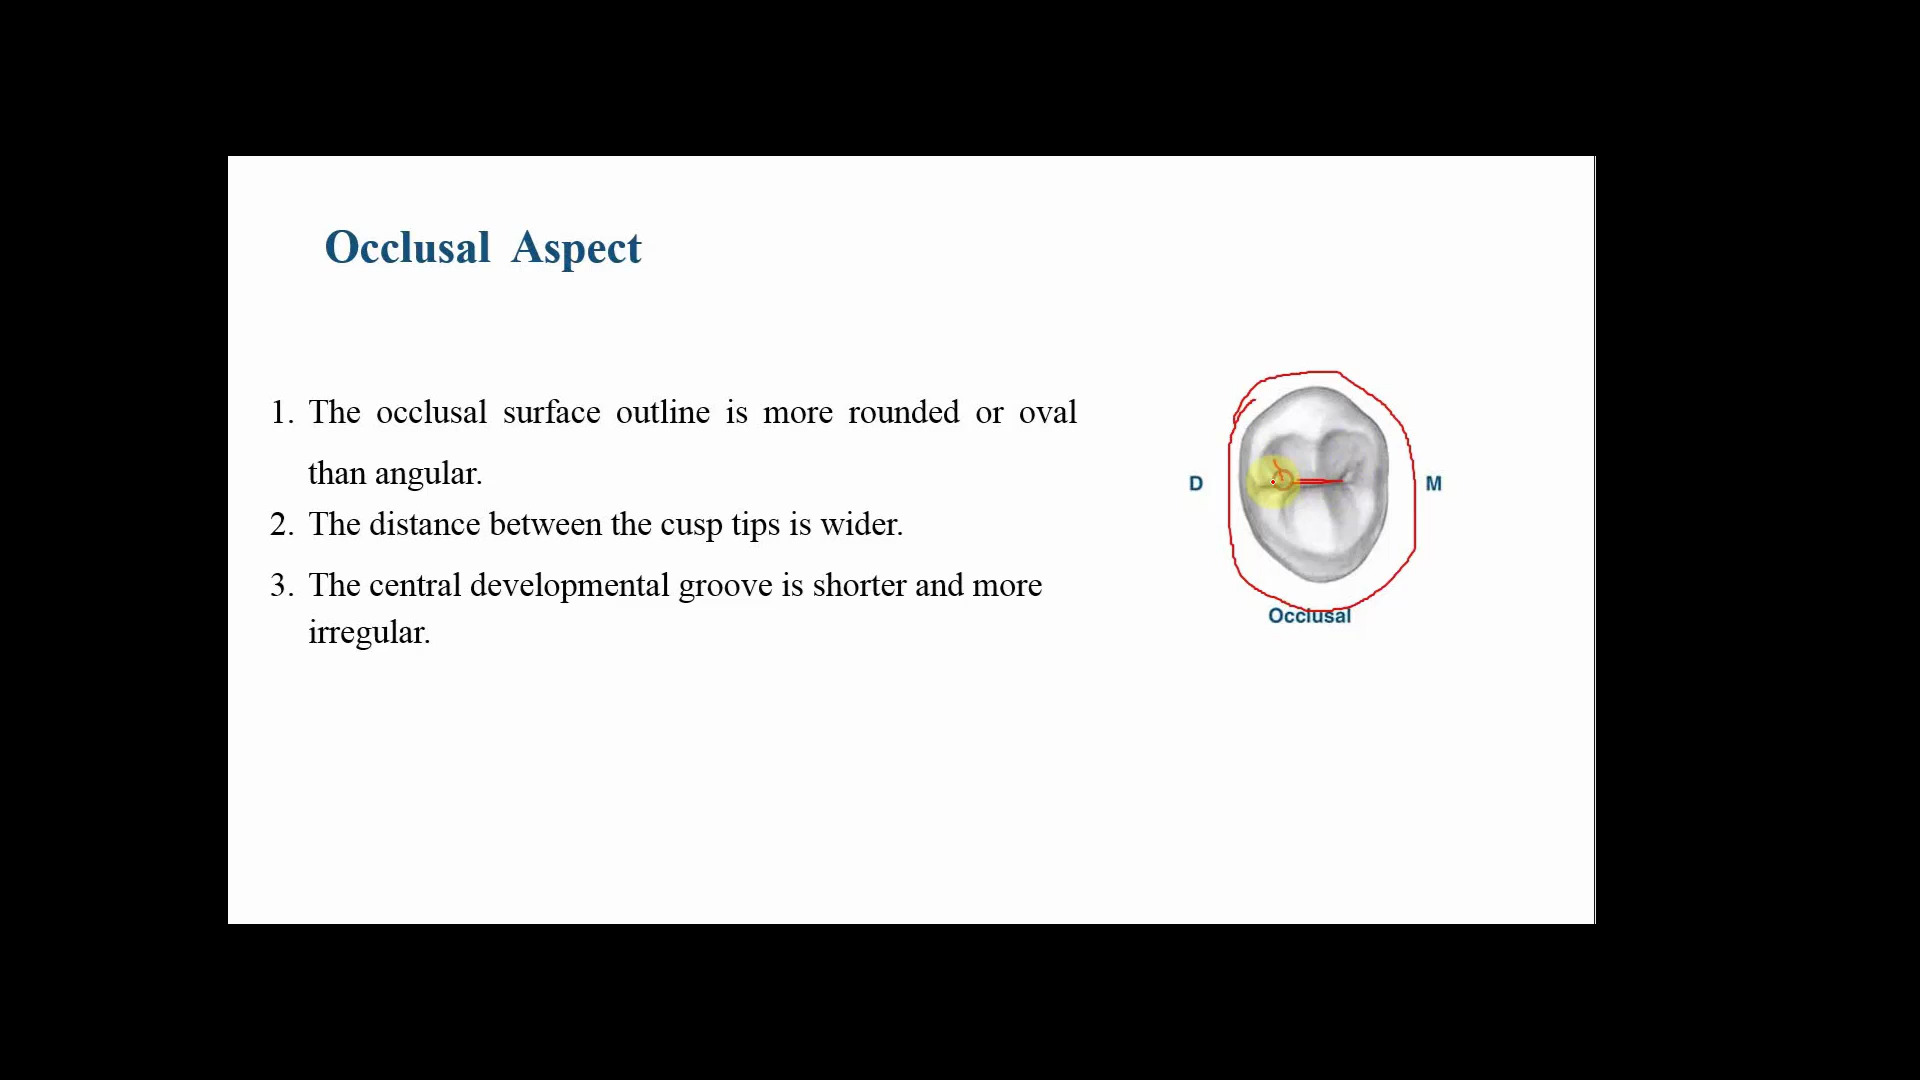 Occlusal Aspect
1. The occlusal surface outline is more rounded or oval
than angular.
2. The distance between the cusp tips is wider.
3. The central developmental groove is shorter and more
irregular.
D
M
Occlusal